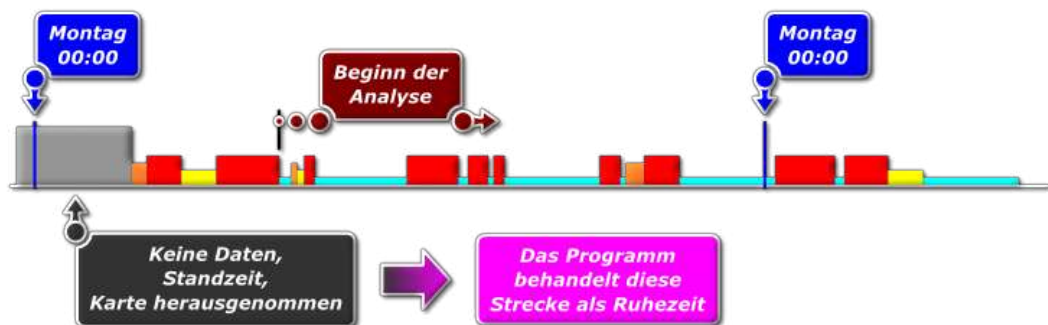 Montag
00:00
Beginn der
Analyse
Montag
00:00
Keine Daten,
Standzeit,
Karte herausgenommen
Das Programm
behandelt diese
Strecke als Ruhezeit